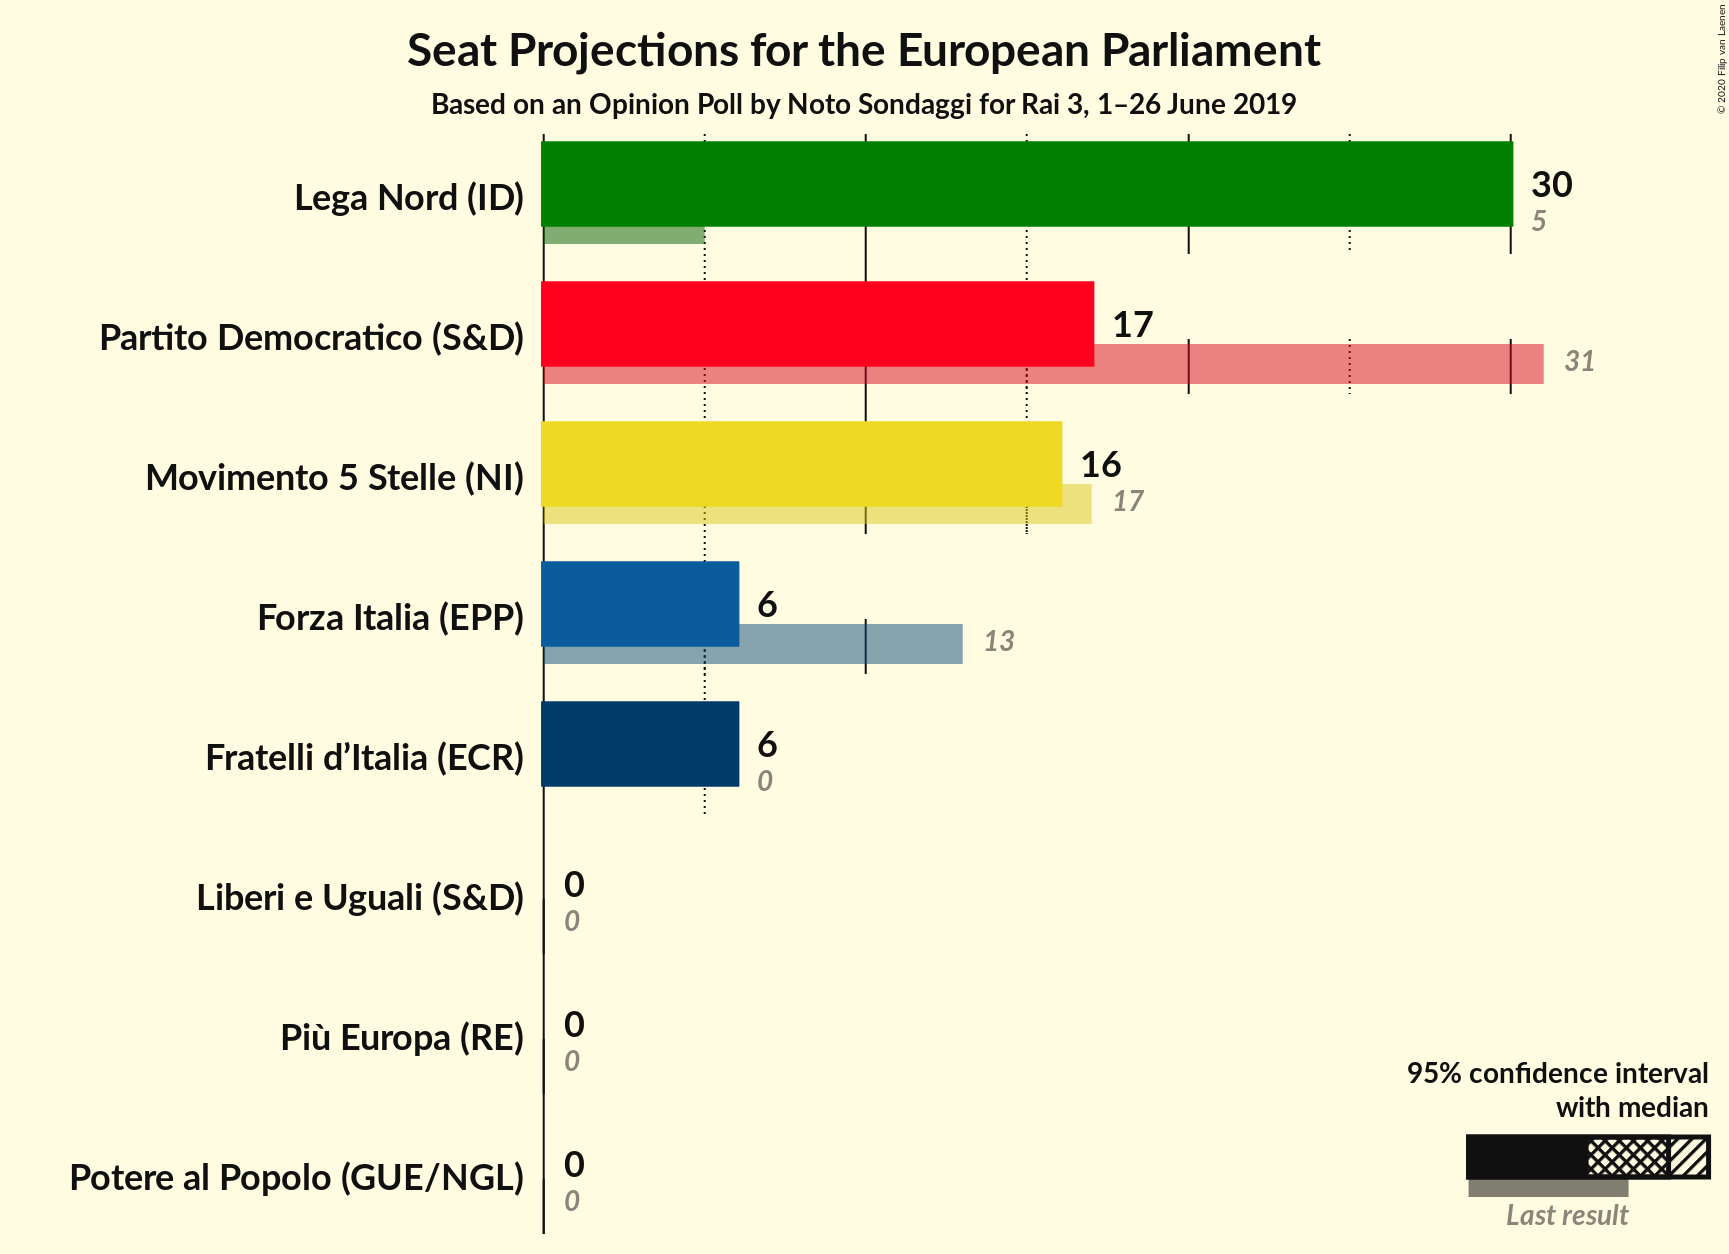 Seat Projections for the European Parliament
Based on an Opinion Poll by Noto Sondaggi for Rai 3, 1–26 June 2019
© 2020 Filip van Laenen
Lega Nord (ID)
30
5
Partito Democratico (S&D)
17
31
Movimento 5 Stelle (NI)
16
17
Forza Italia (EPP)
6
13
Fratelli d’Italia (ECR)
6
0
Liberi e Uguali (S&D)
0
0
Più Europa (RE)
0
0
Potere al Popolo (GUE/NGL)
0
0
95% confidence interval
with median
Last result